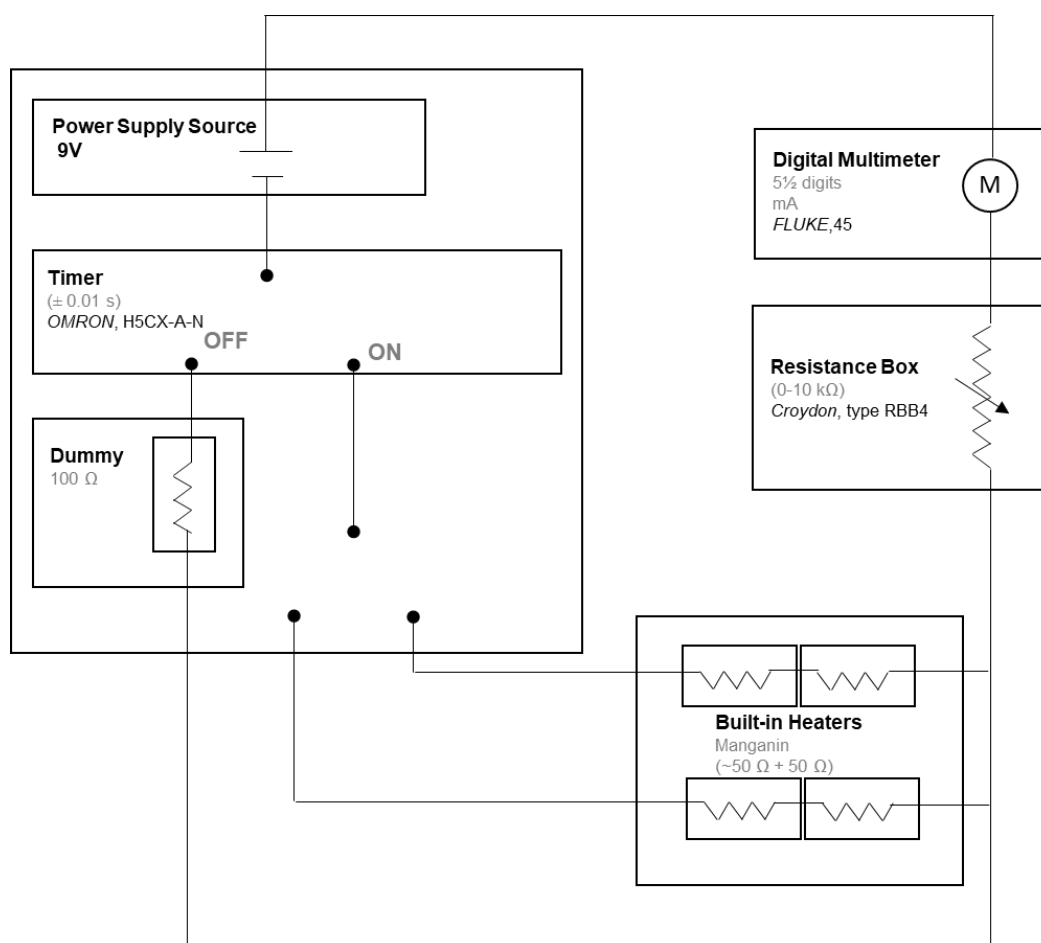 Power Supply Source
9V
Digital Multimeter
5½ digits
mA
FLUKE,45
M
Timer
(± 0.01 s)
OMRON, H5CX-A-N
OFF
ON
Resistance Box
(0-10 kΩ)
Croydon, type RBB4
Dummy
100 Ω
Built-in Heaters
Manganin
(~50 Ω + 50 Ω)